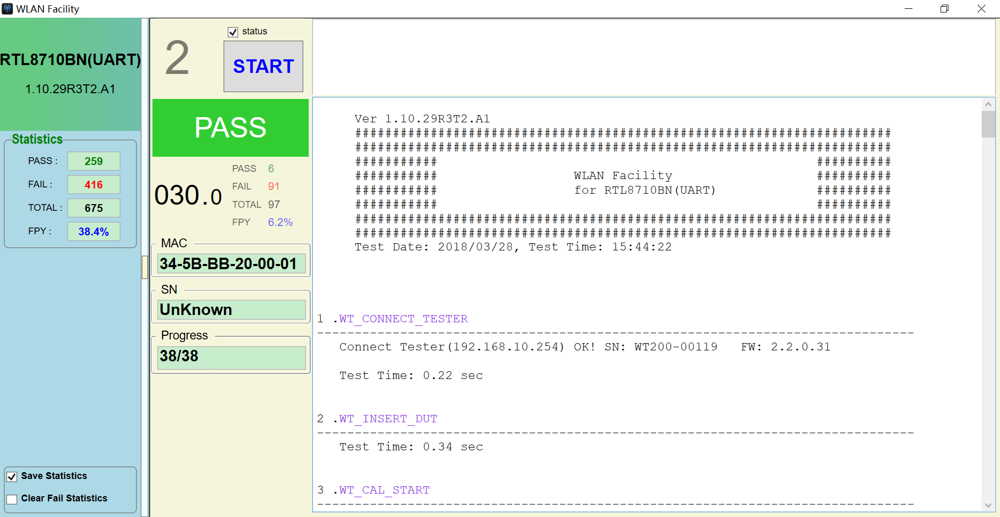 WLAN Facility
RTL8710BN(UART)
1.10.29R3T2.A1
Statistics
PASS : 259
FAIL : 416
TOTAL : 675
FPY : 38.4%
Save Statistics
Clear Fail Statistics
2
status
START
PASS
030.0
PASS 6
FAIL 91
TOTAL 97
FPY 6.2%
MAC
34-5B-BB-20-00-01
SN
UnKnown
Progress
38/38
Ver 1.10.29R3T2.A1
#######################################################################
#######################################################################
########### ##########
########### WLAN Facility ##########
########### for RTL8710BN(UART) ##########
########### ##########
#######################################################################
#######################################################################
Test Date: 2018/03/28, Test Time: 15:44:22
1 .WT_CONNECT_TESTER
-------------------------------------------------------------------------------
Connect Tester(192.168.10.254) OK! SN: WT200-00119 FW: 2.2.0.31
Test Time: 0.22 sec
2 .WT_INSERT_DUT
-------------------------------------------------------------------------------
Test Time: 0.34 sec
3 .WT_CAL_START
-------------------------------------------------------------------------------